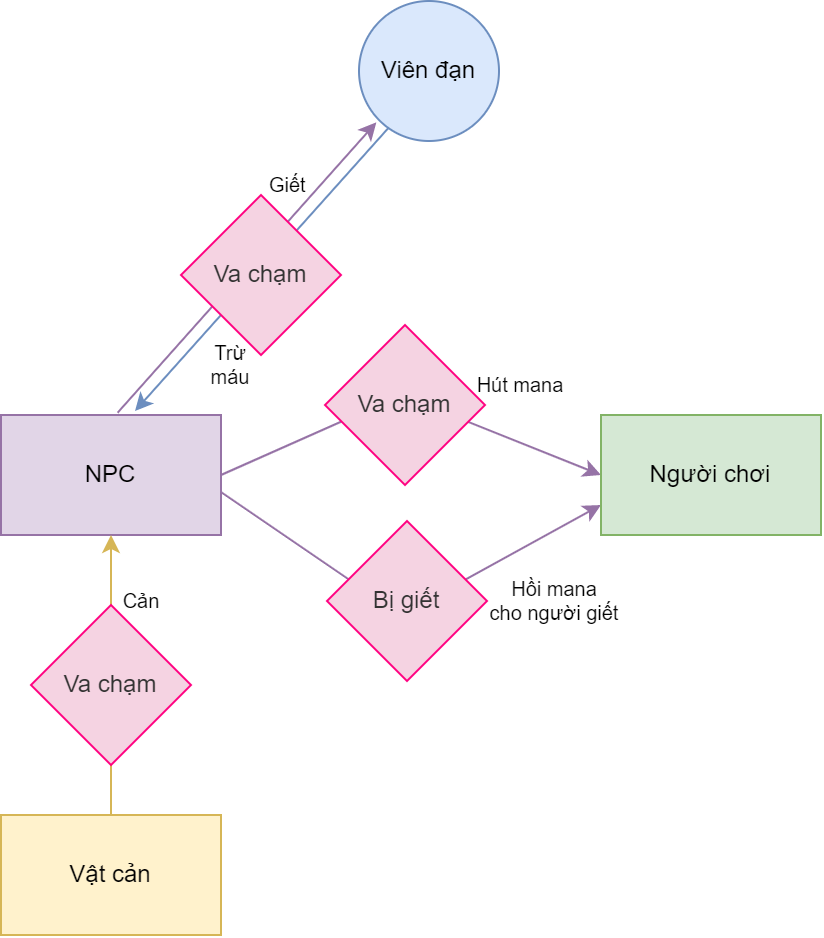 Viên đạn
Giết
Va chạm
Trừ
máu
Va chạm
Hút mana
NPC
Người chơi
Bị giết
Hồi mana
cho người giết
Cản
Va chạm
Vật cản